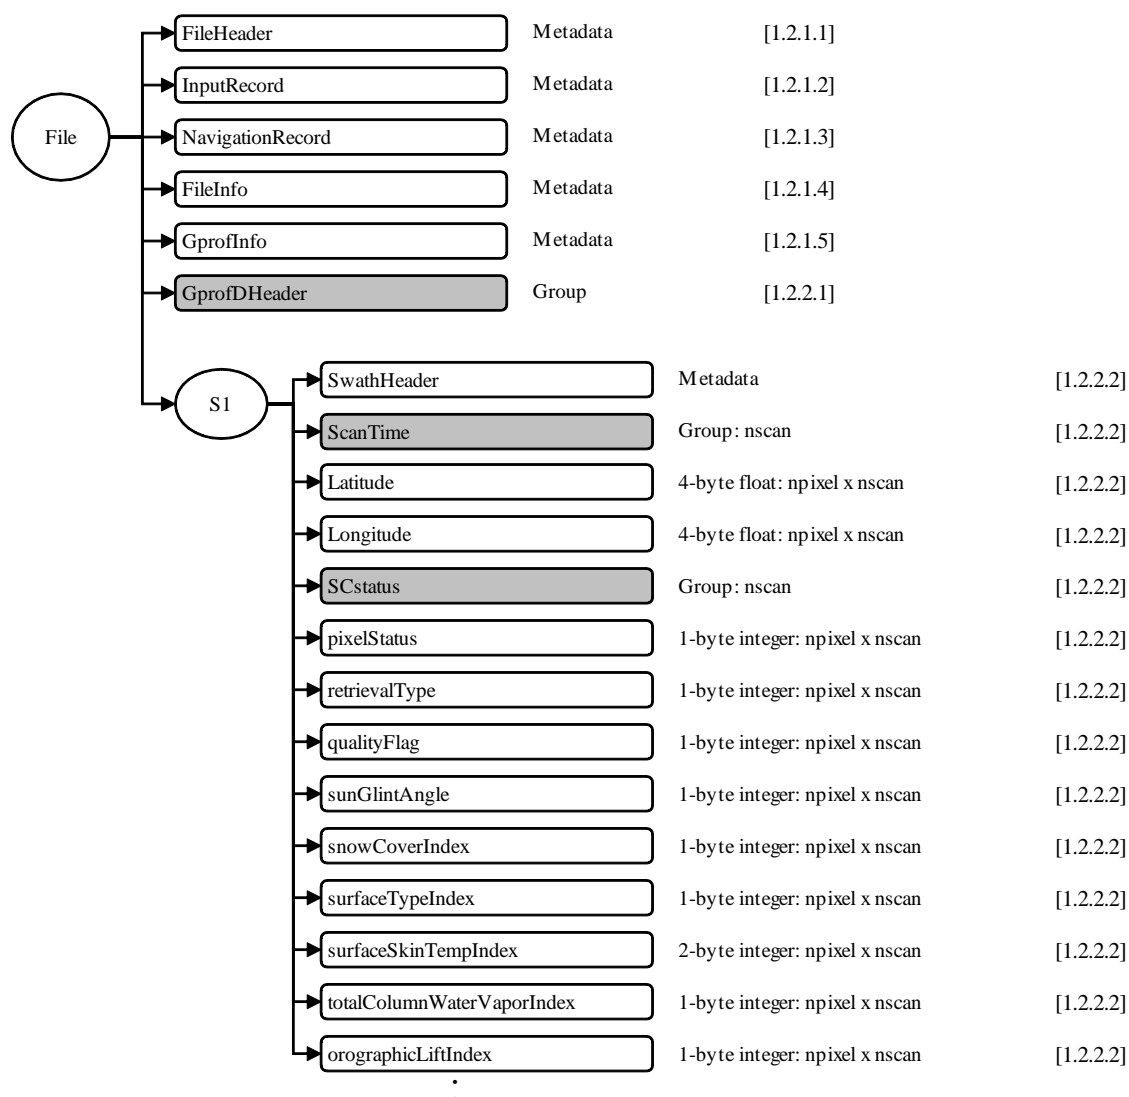 FileHeader Metadata [1.2.1.1]
InputRecord Metadata [1.2.1.2]
File
NavigationRecord Metadata [1.2.1.3]
FileInfo Metadata [1.2.1.4]
GprofInfo Metadata [1.2.1.5]
GprofDHeader Group [1.2.2.1]
SwathHeader Metadata [1.2.2.2]
S1
ScanTime Group: nscan [1.2.2.2]
Latitude 4-byte float: npixel x nscan [1.2.2.2]
Longitude 4-byte float: npixel x nscan [1.2.2.2]
SCstatus Group: nscan [1.2.2.2]
pixelStatus 1-byte integer: npixel x nscan [1.2.2.2]
retrievalType 1-byte integer: npixel x nscan [1.2.2.2]
qualityFlag 1-byte integer: npixel x nscan [1.2.2.2]
sunGlintAngle 1-byte integer: npixel x nscan [1.2.2.2]
snowCoverIndex 1-byte integer: npixel x nscan [1.2.2.2]
surfaceTypeIndex 1-byte integer: npixel x nscan [1.2.2.2]
surfaceSkinTempIndex 2-byte integer: npixel x nscan [1.2.2.2]
totalColumnWaterVaporIndex 1-byte integer: npixel x nscan [1.2.2.2]
orographicLiftIndex 1-byte integer: npixel x nscan [1.2.2.2]